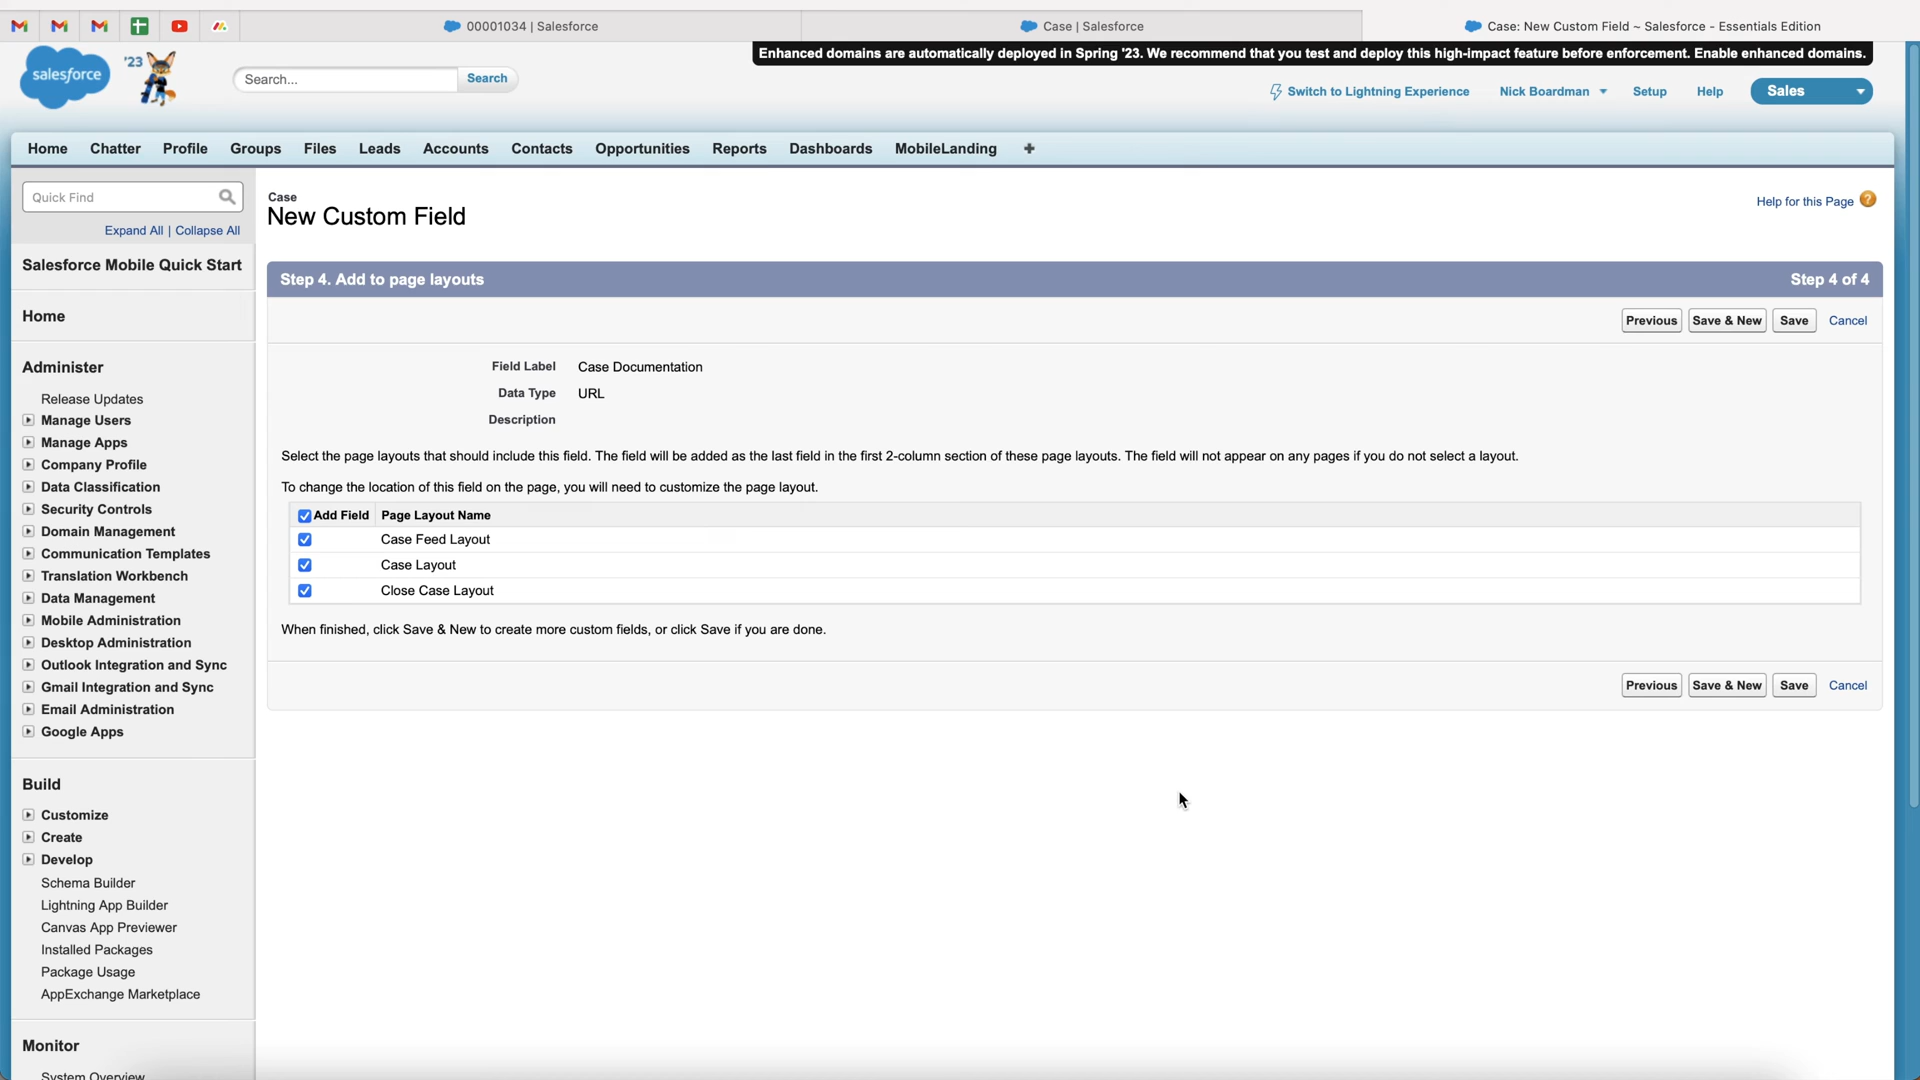 00001034 | Salesforce
Case | Salesforce
Case: New Custom Field ~ Salesforce - Essentials Edition
Enhanced domains are automatically deployed in Spring '23. We recommend that you test and deploy this high-impact feature before enforcement. Enable enhanced domains.
salesforce
'23
Search...
Search
Switch to Lightning Experience
Nick Boardman
Setup
Help
Sales
Home
Chatter
Profile
Groups
Files
Leads
Accounts
Contacts
Opportunities
Reports
Dashboards
MobileLanding
+
Quick Find
Expand All | Collapse All
Salesforce Mobile Quick Start
Home
Administer
Release Updates
Manage Users
Manage Apps
Company Profile
Data Classification
Security Controls
Domain Management
Communication Templates
Translation Workbench
Data Management
Mobile Administration
Desktop Administration
Outlook Integration and Sync
Gmail Integration and Sync
Email Administration
Google Apps
Build
Customize
Create
Develop
Schema Builder
Lightning App Builder
Canvas App Previewer
Installed Packages
Package Usage
AppExchange Marketplace
Monitor
System Overview
Case
New Custom Field
Help for this Page ?
Step 4. Add to page layouts
Step 4 of 4
Previous
Save & New
Save
Cancel
Field Label Case Documentation
Data Type URL
Description
Select the page layouts that should include this field. The field will be added as the last field in the first 2-column section of these page layouts. The field will not appear on any pages if you do not select a layout.
To change the location of this field on the page, you will need to customize the page layout.
Add Field Page Layout Name
Case Feed Layout
Case Layout
Close Case Layout
When finished, click Save & New to create more custom fields, or click Save if you are done.
Previous
Save & New
Save
Cancel